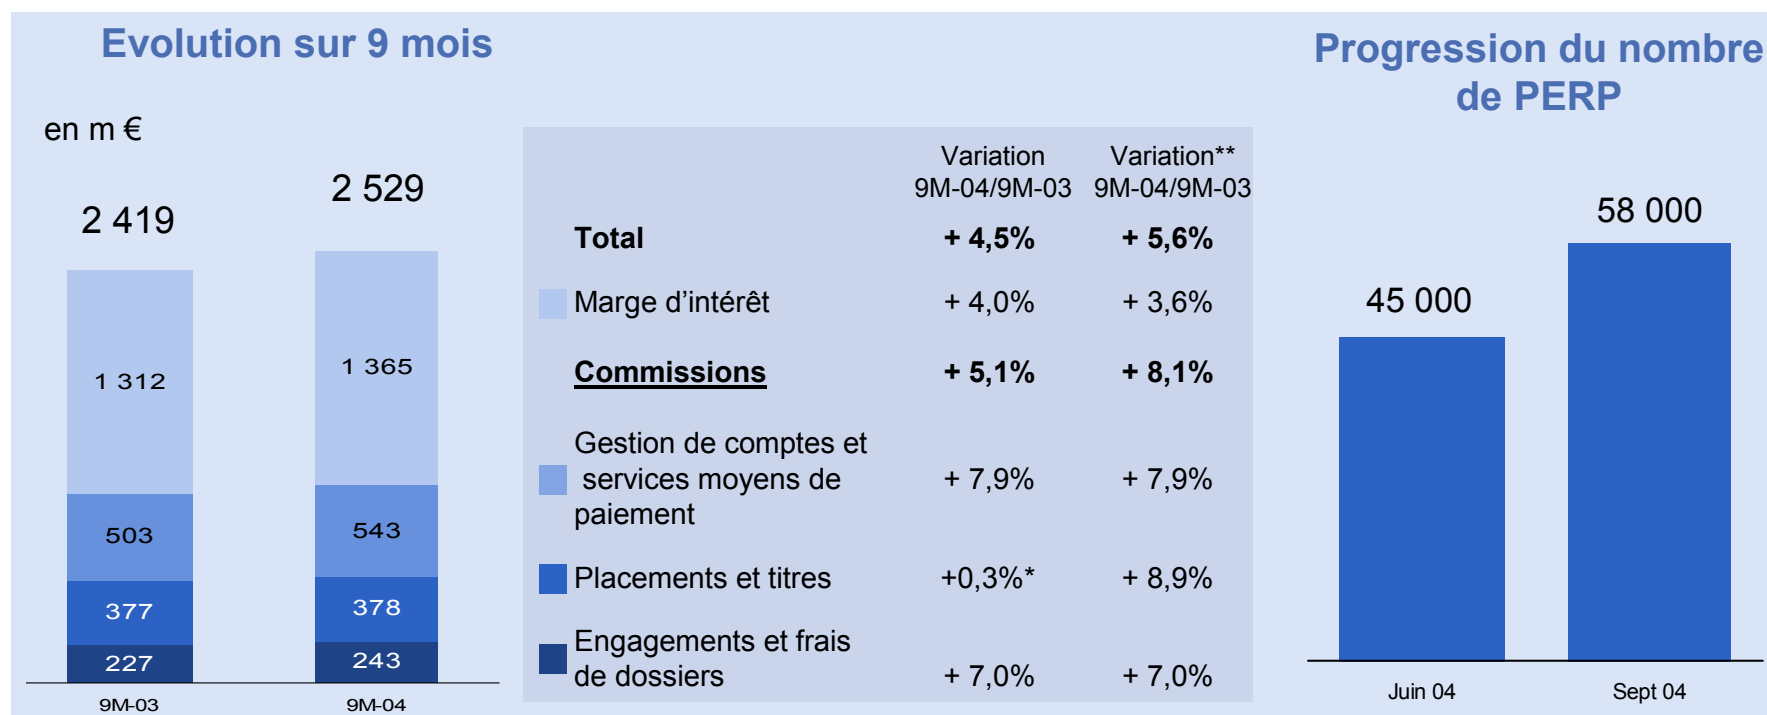 Evolution sur 9 mois
en m €
2 419
2 529
1 312
1 365
503
543
377
378
227
243
9M-03
9M-04
Variation Variation**
9M-04/9M-03 9M-04/9M-03
Total + 4,5% + 5,6%
Marge d’intérêt + 4,0% + 3,6%
Commissions + 5,1% + 8,1%
Gestion de comptes et
services moyens de + 7,9% + 7,9%
paiement
Placements et titres +0,3%* + 8,9%
Engagements et frais
de dossiers + 7,0% + 7,0%
Progression du nombre
de PERP
45 000
58 000
Juin 04
Sept 04